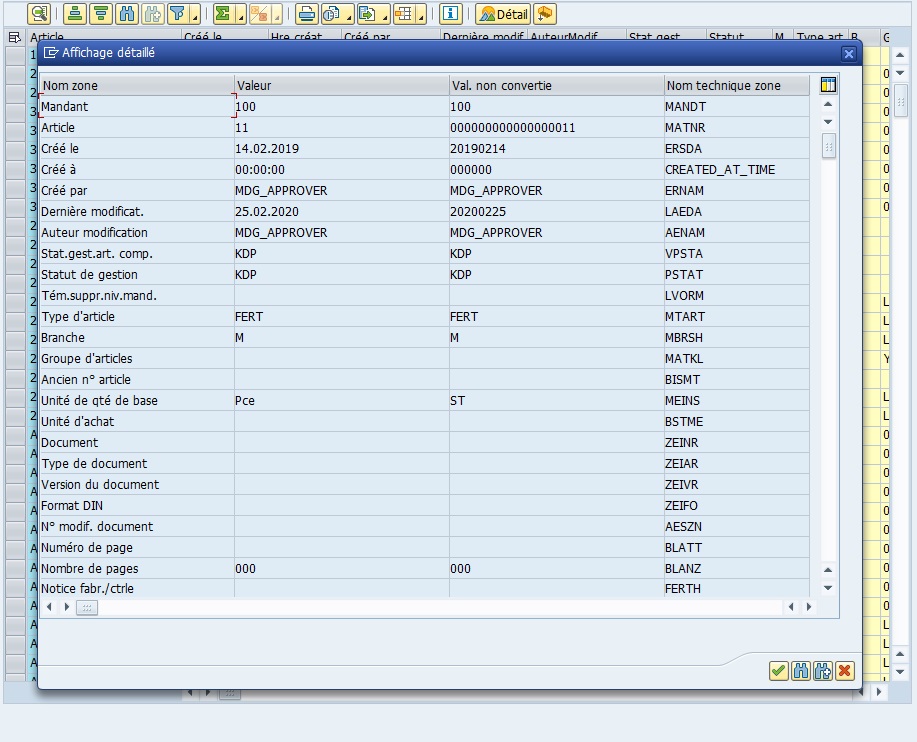 Détail
Article Créé le Hre créat. Créé par Dernière modif. AuteurModif. Stat.gest. Statut M Type art. B
Affichage détaillé
Nom zone Valeur Val. non convertie Nom technique zone
Mandant 100 100 MANDT
Article 11 000000000000000011 MATNR
Créé le 14.02.2019 20190214 ERSDA
Créé à 00:00:00 000000 CREATED_AT_TIME
Créé par MDG_APPROVER MDG_APPROVER ERNAM
Dernière modificat. 25.02.2020 20200225 LAEDA
Auteur modification MDG_APPROVER MDG_APPROVER AENAM
Stat.gest.art. comp. KDP KDP VPSTA
Statut de gestion KDP KDP PSTAT
Tém.suppr.niv.mand. LVORM
Type d'article FERT FERT MTART
Branche M M MBRSH
Groupe d'articles MATKL
Ancien n° article BISMT
Unité de qté de base Pce ST MEINS
Unité d'achat BSTME
Document ZEINR
Type de document ZEIAR
Version du document ZEIVR
Format DIN ZEIFO
N° modif. document AESZN
Numéro de page BLATT
Nombre de pages 000 000 BLANZ
Notice fabr./ctrle FERTH